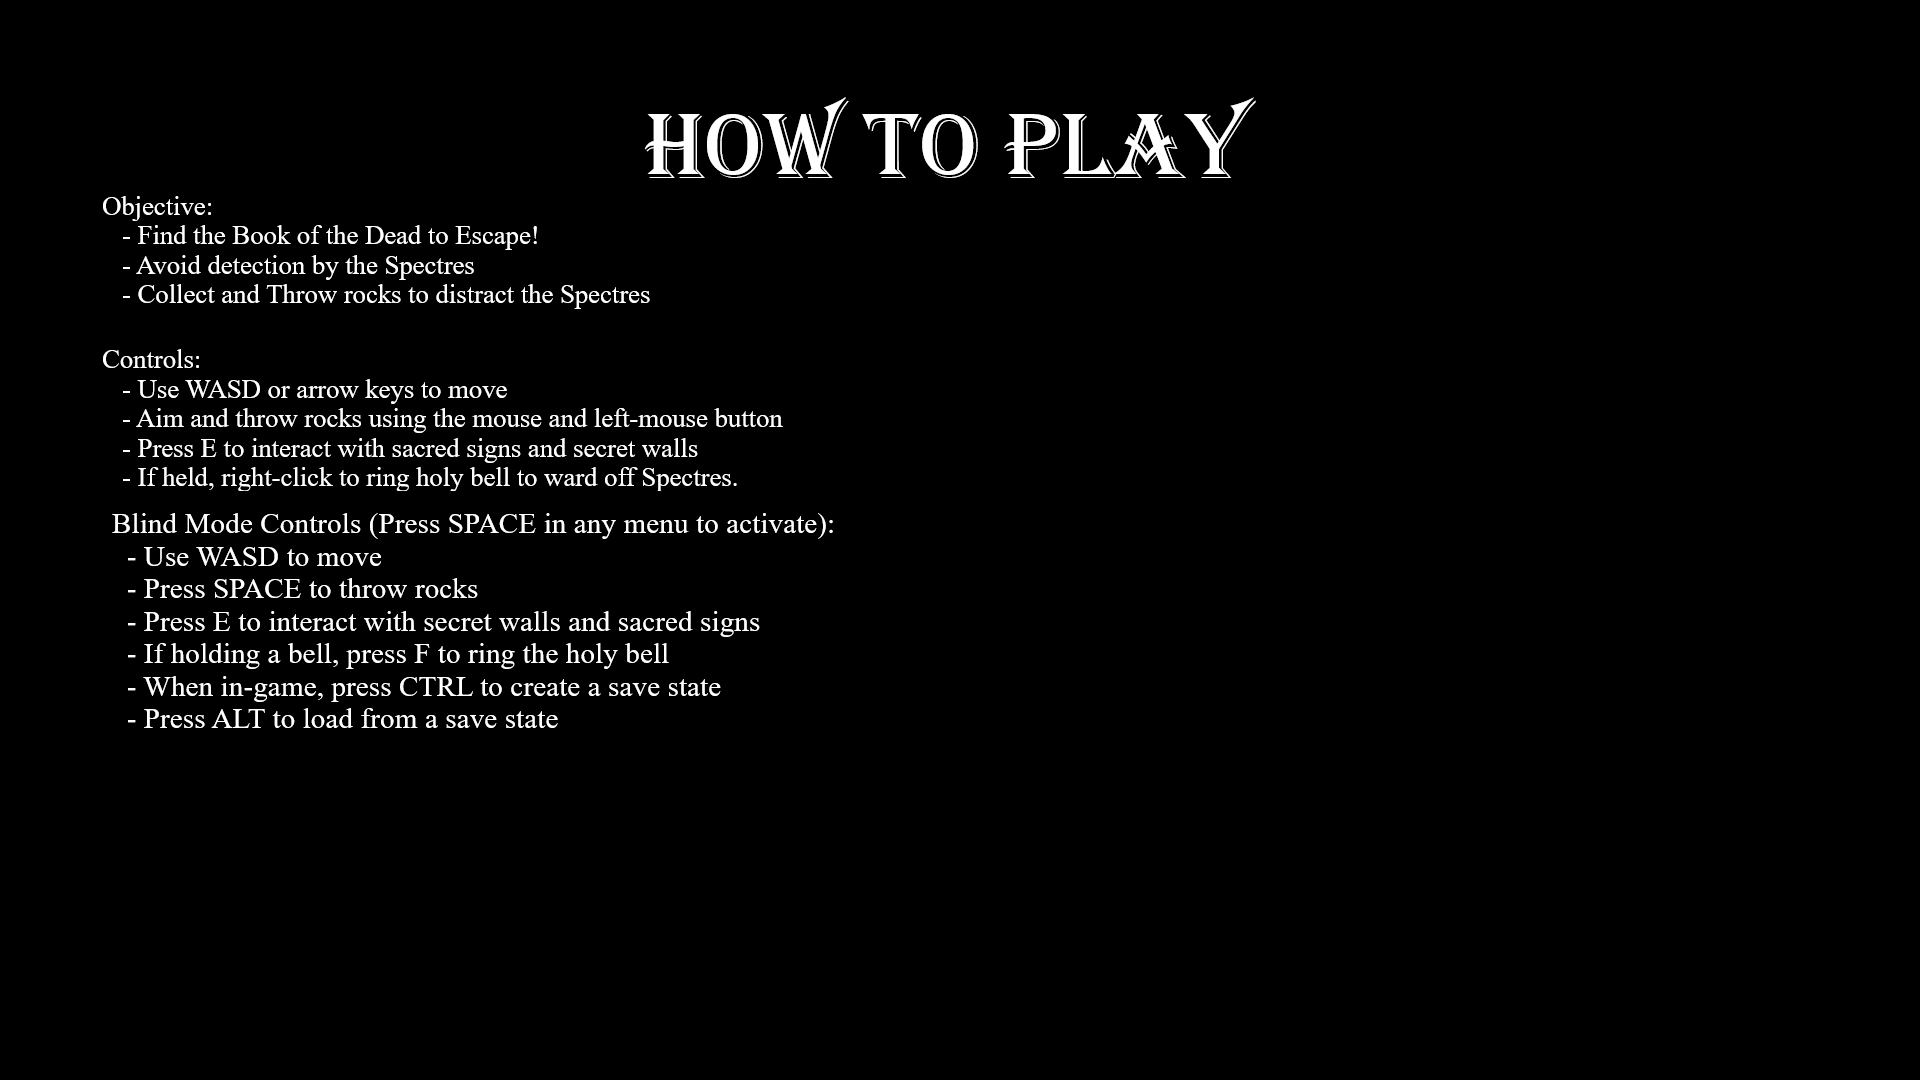 HOW TO PLAY
Objective:
- Find the Book of the Dead to Escape!
- Avoid detection by the Spectres
- Collect and Throw rocks to distract the Spectres
Controls:
- Use WASD or arrow keys to move
- Aim and throw rocks using the mouse and left-mouse button
- Press E to interact with sacred signs and secret walls
- If held, right-click to ring holy bell to ward off Spectres.
Blind Mode Controls (Press SPACE in any menu to activate):
- Use WASD to move
- Press SPACE to throw rocks
- Press E to interact with secret walls and sacred signs
- If holding a bell, press F to ring the holy bell
- When in-game, press CTRL to create a save state
- Press ALT to load from a save state